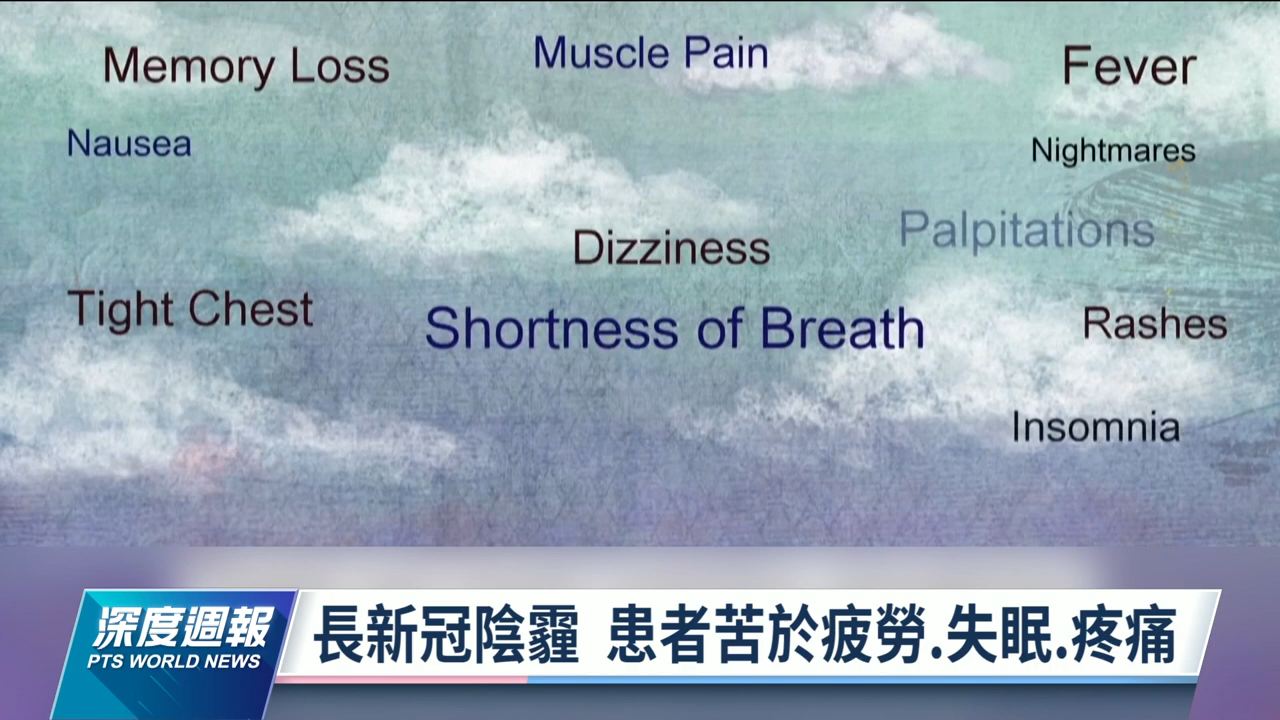 Memory Loss
Muscle Pain
Fever
Nausea
Nightmares
Palpitations
Dizziness
Tight Chest
Shortness of Breath
Rashes
Insomnia
深度週報
PTS WORLD NEWS
長新冠陰霾 患者苦於疲勞.失眠.疼痛